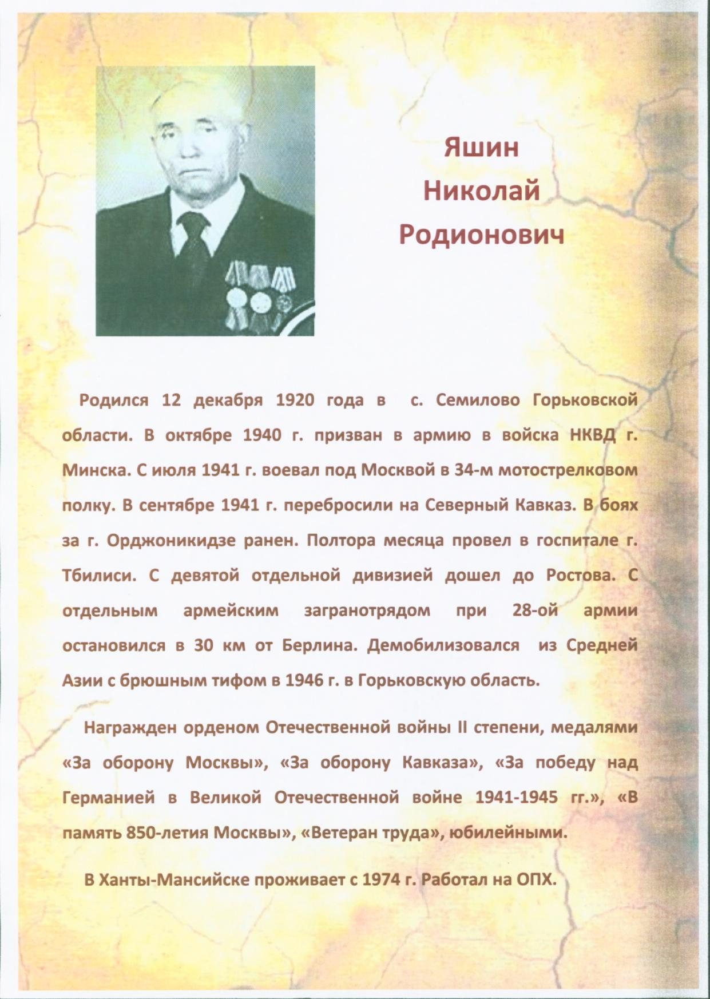 Яшин
Николай
Родионович
Родился 12 декабря 1920 года в с. Семилово Горьковской
области. В октябре 1940 г. призван в армию в войска НКВД г.
Минска. С июля 1941 г. воевал под Москвой в 34-м мотострелковом
полку. В сентябре 1941 г. перебросили на Северный Кавказ. В боях
за г. Орджоникидзе ранен. Полтора месяца провел в госпитале г.
Тбилиси. С девятой отдельной дивизией дошел до Ростова. С
отдельным армейским загранотрядом при 28-ой армии
остановился в 30 км от Берлина. Демобилизовался из Средней
Азии с брюшным тифом в 1946 г. в Горьковскую область.
Награжден орденом Отечественной войны II степени, медалями
«За оборону Москвы», «За оборону Кавказа», «За победу над
Германией в Великой Отечественной войне 1941-1945 гг.», «В
память 850-летия Москвы», «Ветеран труда», юбилейными.
В Ханты-Мансийске проживает с 1974 г. Работал на ОПХ.